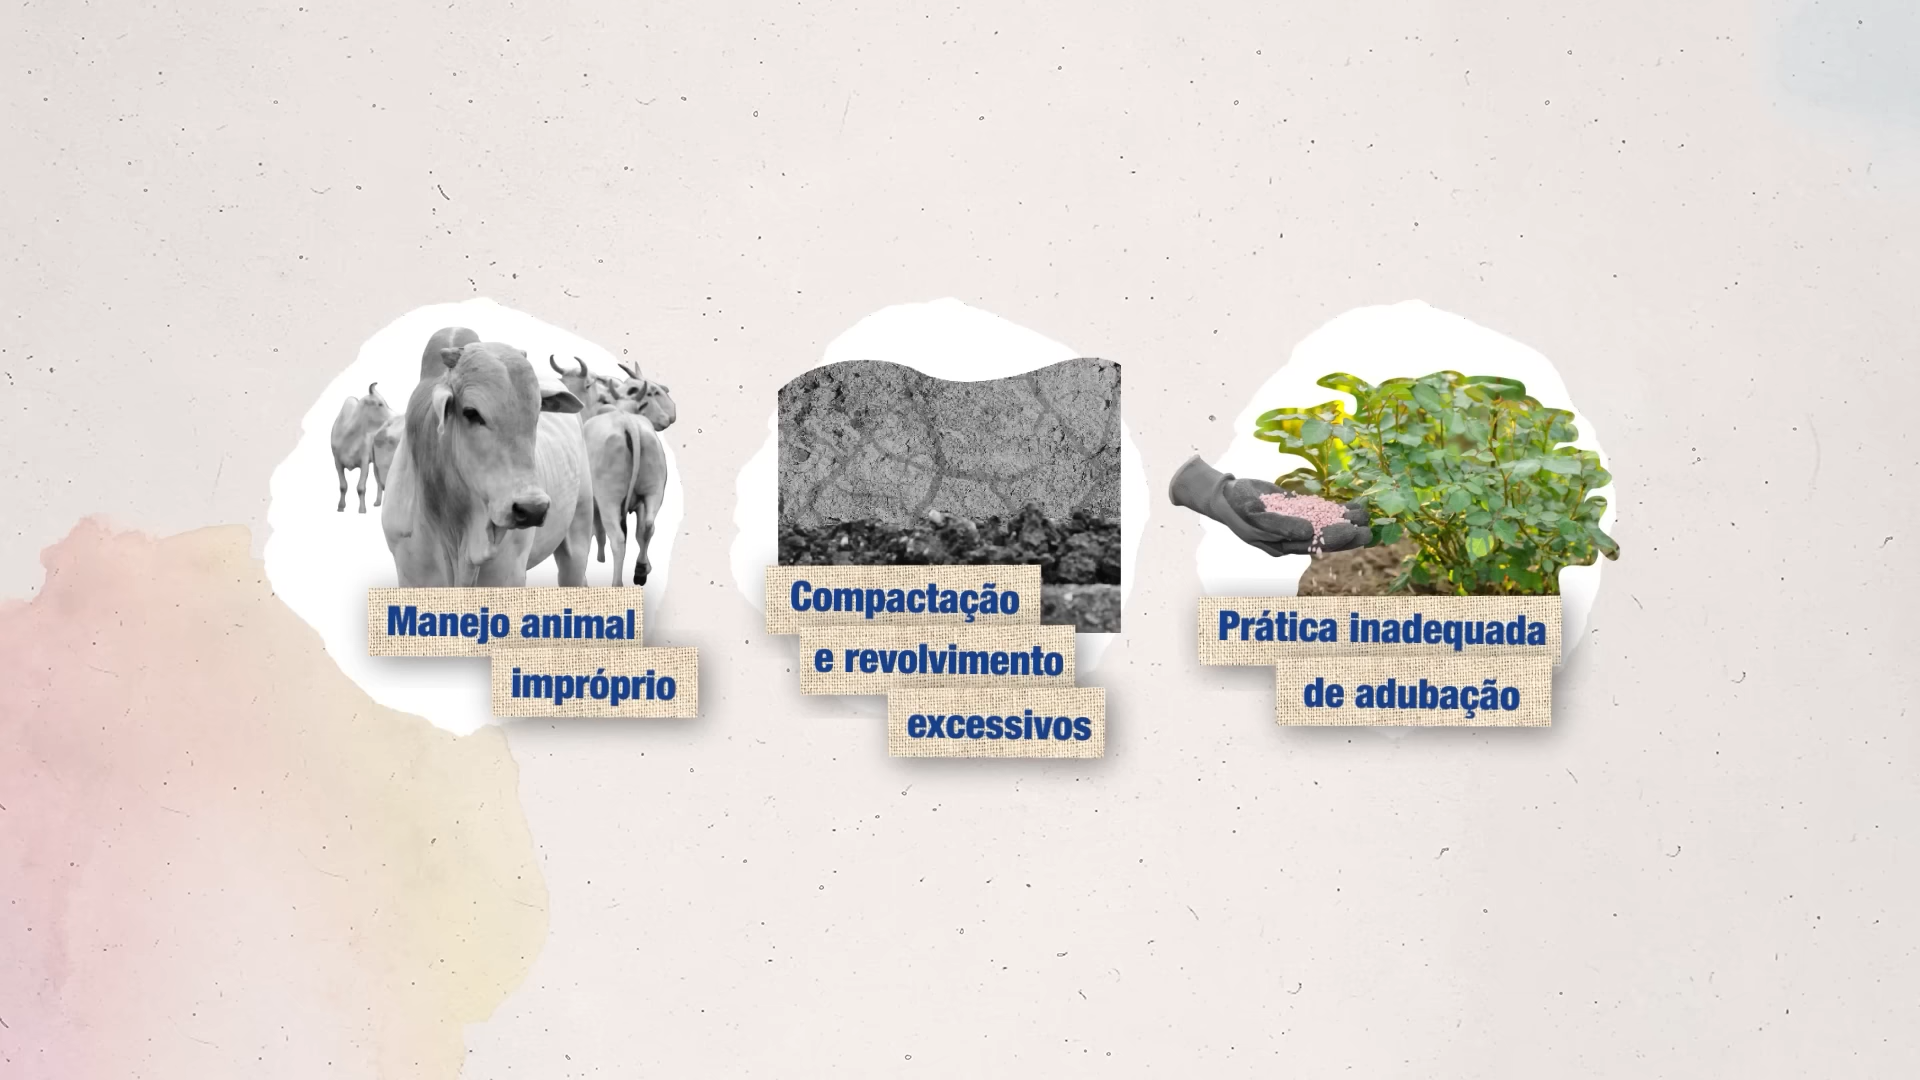 Manejo animal
impróprio
Compactação
e revolvimento
excessivos
Prática inadequada
de adubação